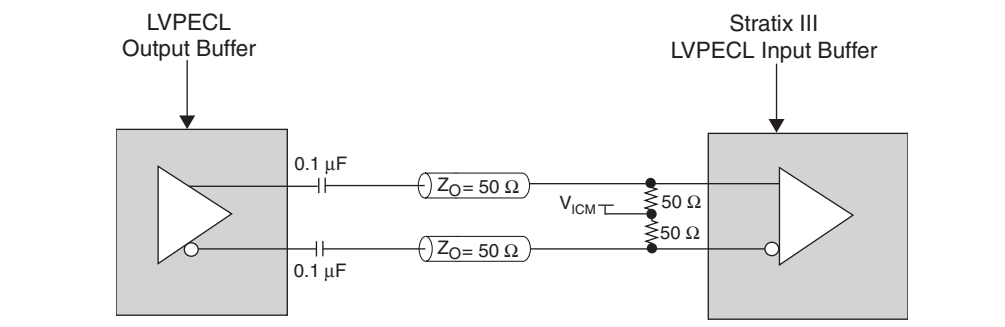 LVPECL
Output Buffer
Stratix III
LVPECL Input Buffer
0.1 µF
Z_O= 50 Ω
V_ICM
50 Ω
50 Ω
Z_O= 50 Ω
0.1 µF